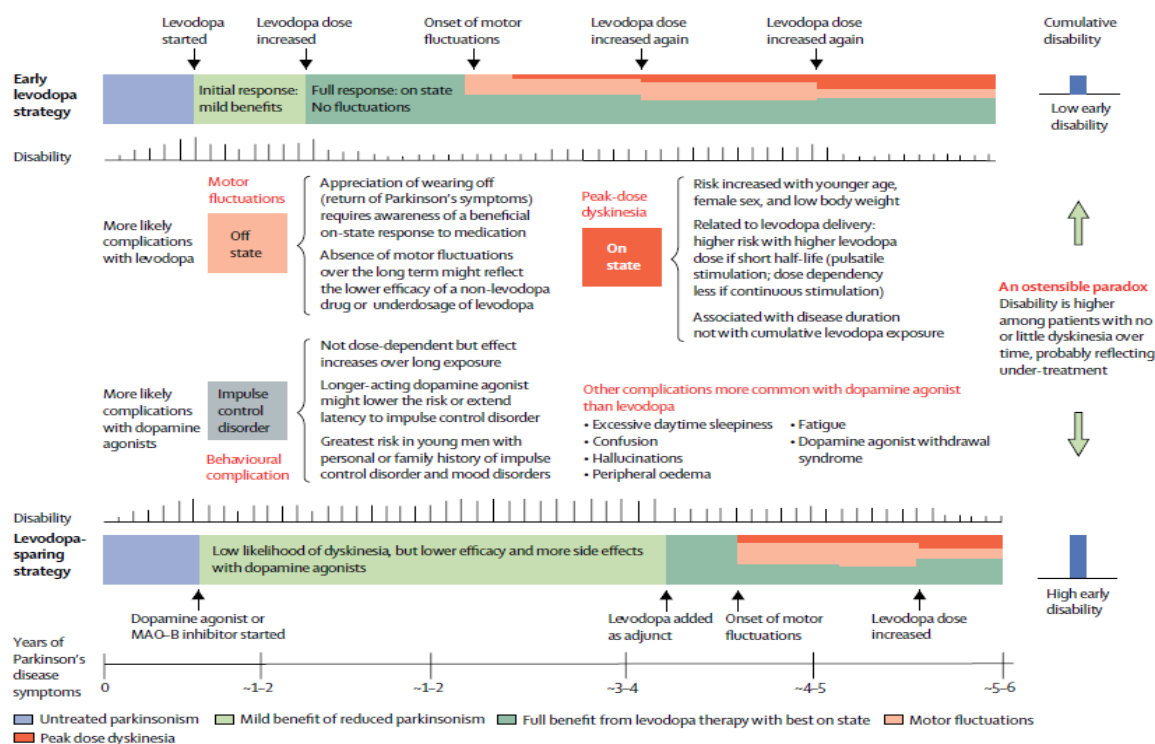 Levodopa
started
Levodopa dose
increased
Onset of motor
fluctuations
Levodopa dose
increased again
Levodopa dose
increased again
Cumulative
disability
Early
levodopa
strategy
Initial response:
mild benefits
Full response: on state
No fluctuations
Low early
disability
Disability
More likely
complications
with levodopa
Motor
fluctuations
Off
state
Appreciation of wearing off
(return of Parkinson's symptoms)
requires awareness of a beneficial
on-state response to medication
Absence of motor fluctuations
over the long term might reflect
the lower efficacy of a non-levodopa
drug or underdosage of levodopa
Peak-dose
dyskinesia
On
state
Risk increased with younger age,
female sex, and low body weight
Related to levodopa delivery:
higher risk with higher levodopa
dose if short half-life (pulsatile
stimulation; dose dependency
less if continuous stimulation)
Associated with disease duration
not with cumulative levodopa exposure
An ostensible paradox
Disability is higher
among patients with no
or little dyskinesia over
time, probably reflecting
under-treatment
More likely
complications
with dopamine
agonists
Impulse
control
disorder
Behavioural
complication
Not dose-dependent but effect
increases over long exposure
Longer-acting dopamine agonist
might lower the risk or extend
latency to impulse control disorder
Greatest risk in young men with
personal or family history of impulse
control disorder and mood disorders
Other complications more common with dopamine agonist
than levodopa
• Excessive daytime sleepiness
• Confusion
• Hallucinations
• Peripheral oedema
• Fatigue
• Dopamine agonist withdrawal
syndrome
Disability
Levodopa-
sparing
strategy
Low likelihood of dyskinesia, but lower efficacy and more side effects
with dopamine agonists
High early
disability
Dopamine agonist or
MAO-B inhibitor started
Levodopa added
as adjunct
Onset of motor
fluctuations
Levodopa dose
increased
Years of
Parkinson's
disease
symptoms
0
~1–2
~1–2
~3–4
~4–5
~5–6
Untreated parkinsonism
Mild benefit of reduced parkinsonism
Full benefit from levodopa therapy with best on state
Motor fluctuations
Peak dose dyskinesia